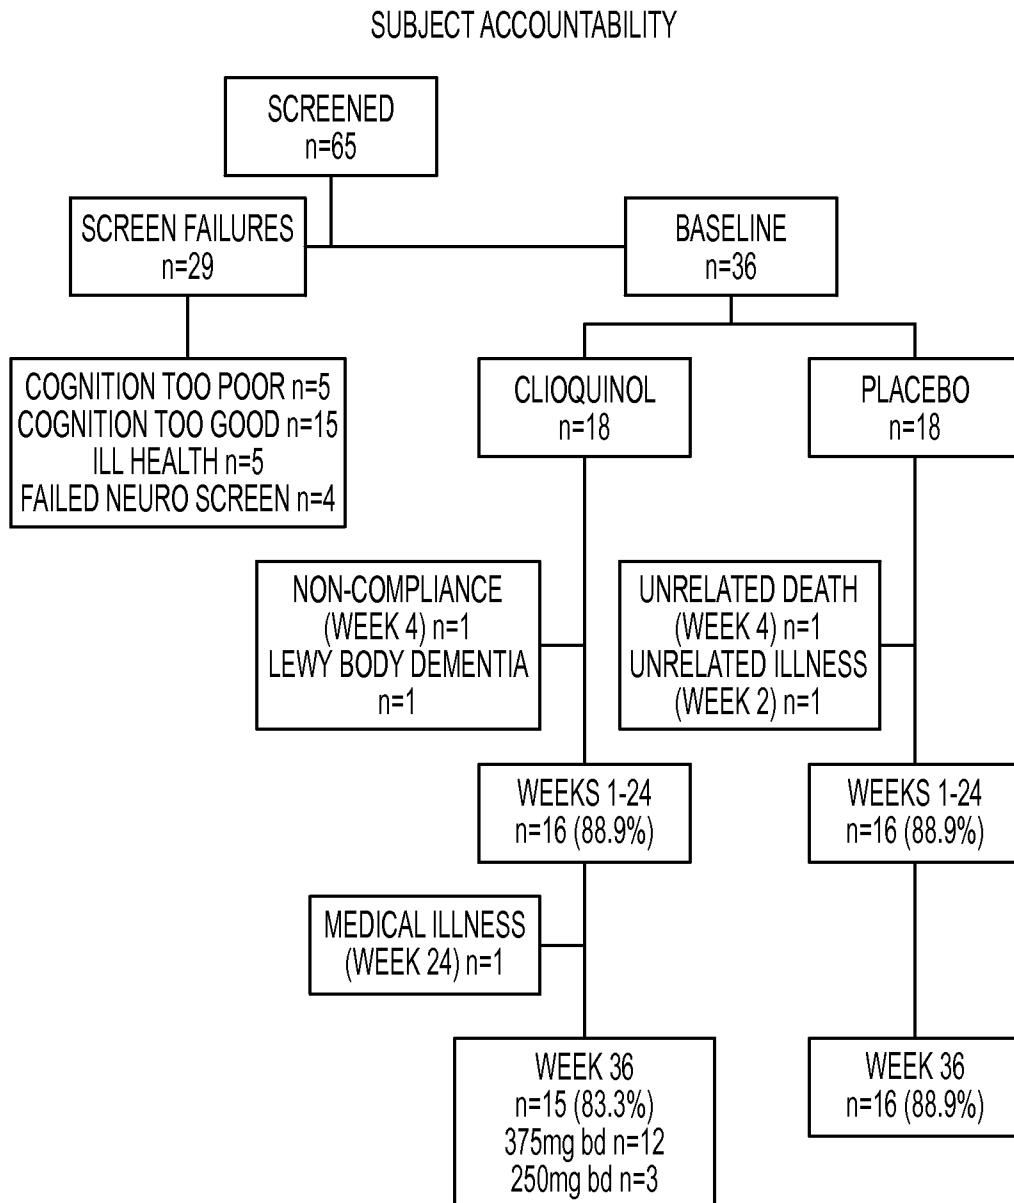 SUBJECT ACCOUNTABILITY
SCREENED
n=65
SCREEN FAILURES
n=29
BASELINE
n=36
COGNITION TOO POOR n=5
COGNITION TOO GOOD n=15
ILL HEALTH n=5
FAILED NEURO SCREEN n=4
CLIOQUINOL
n=18
PLACEBO
n=18
NON-COMPLIANCE
(WEEK 4) n=1
LEWY BODY DEMENTIA
n=1
UNRELATED DEATH
(WEEK 4) n=1
UNRELATED ILLNESS
(WEEK 2) n=1
WEEKS 1-24
n=16 (88.9%)
WEEKS 1-24
n=16 (88.9%)
MEDICAL ILLNESS
(WEEK 24) n=1
WEEK 36
n=15 (83.3%)
375mg bd n=12
250mg bd n=3
WEEK 36
n=16 (88.9%)